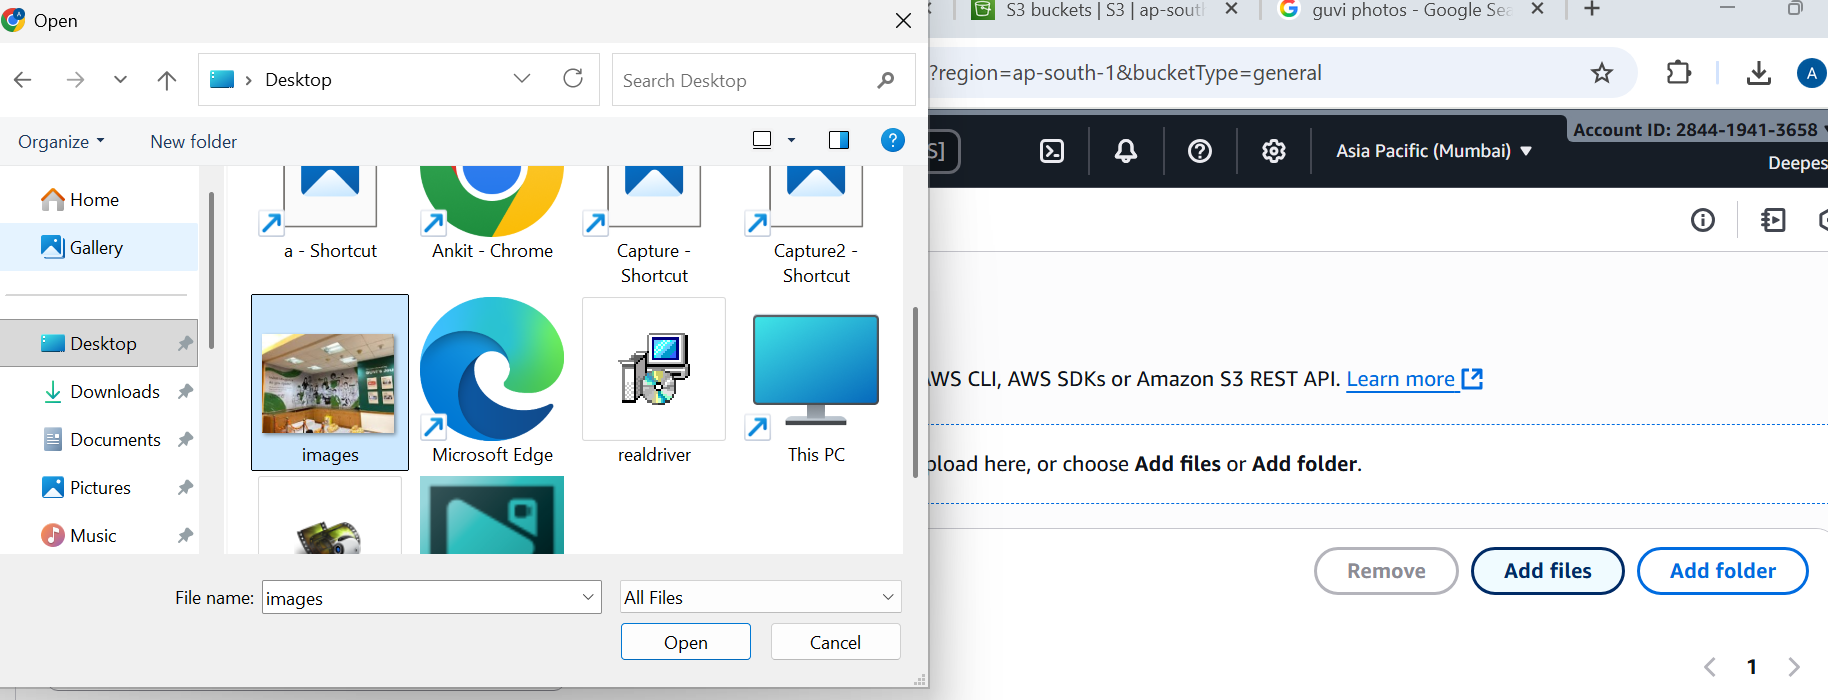 Open
S3 buckets | S3 | ap-sout
guvi photos - Google Sea
Desktop
Search Desktop
?region=ap-south-1&bucketType=general
A
Organize
New folder
S]
Asia Pacific (Mumbai)
Account ID: 2844-1941-3658
Deepes
Home
Gallery
Desktop
Downloads
Documents
Pictures
Music
a - Shortcut
Ankit - Chrome
Capture -
Shortcut
Capture2 -
Shortcut
images
Microsoft Edge
realdriver
This PC
AWS CLI, AWS SDKs or Amazon S3 REST API. Learn more
pload here, or choose Add files or Add folder.
Remove
Add files
Add folder
File name:
images
All Files
Open
Cancel
1